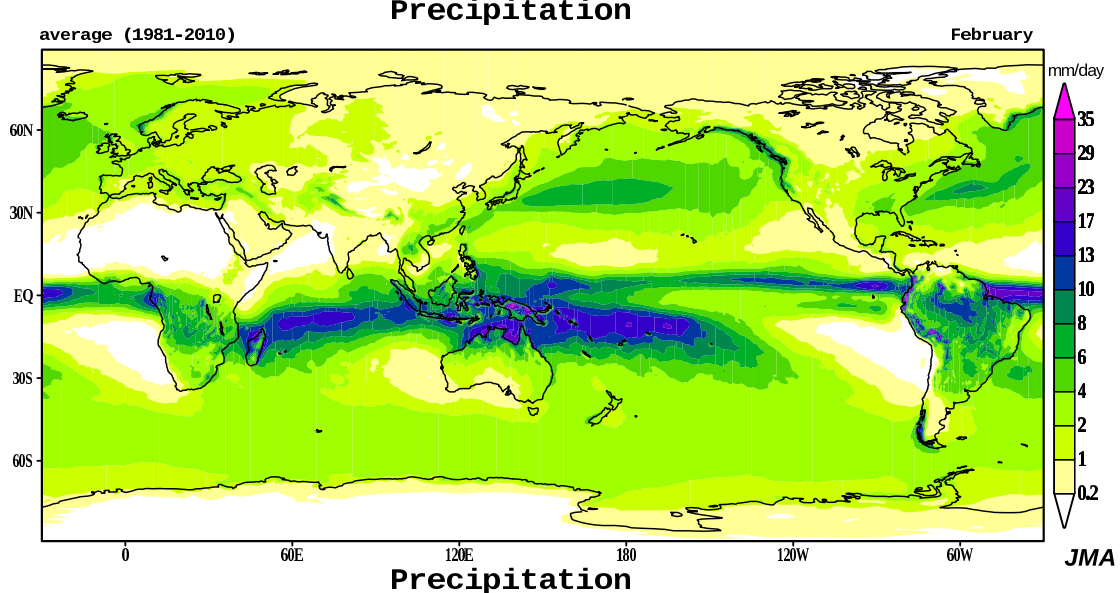 Precipitation
average (1981-2010) February
mm/day
35
29
23
17
13
10
8
6
4
2
1
0.2
60N
30N
EQ
30S
60S
0 60E 120E 180 120W 60W
JMA
Precipitation